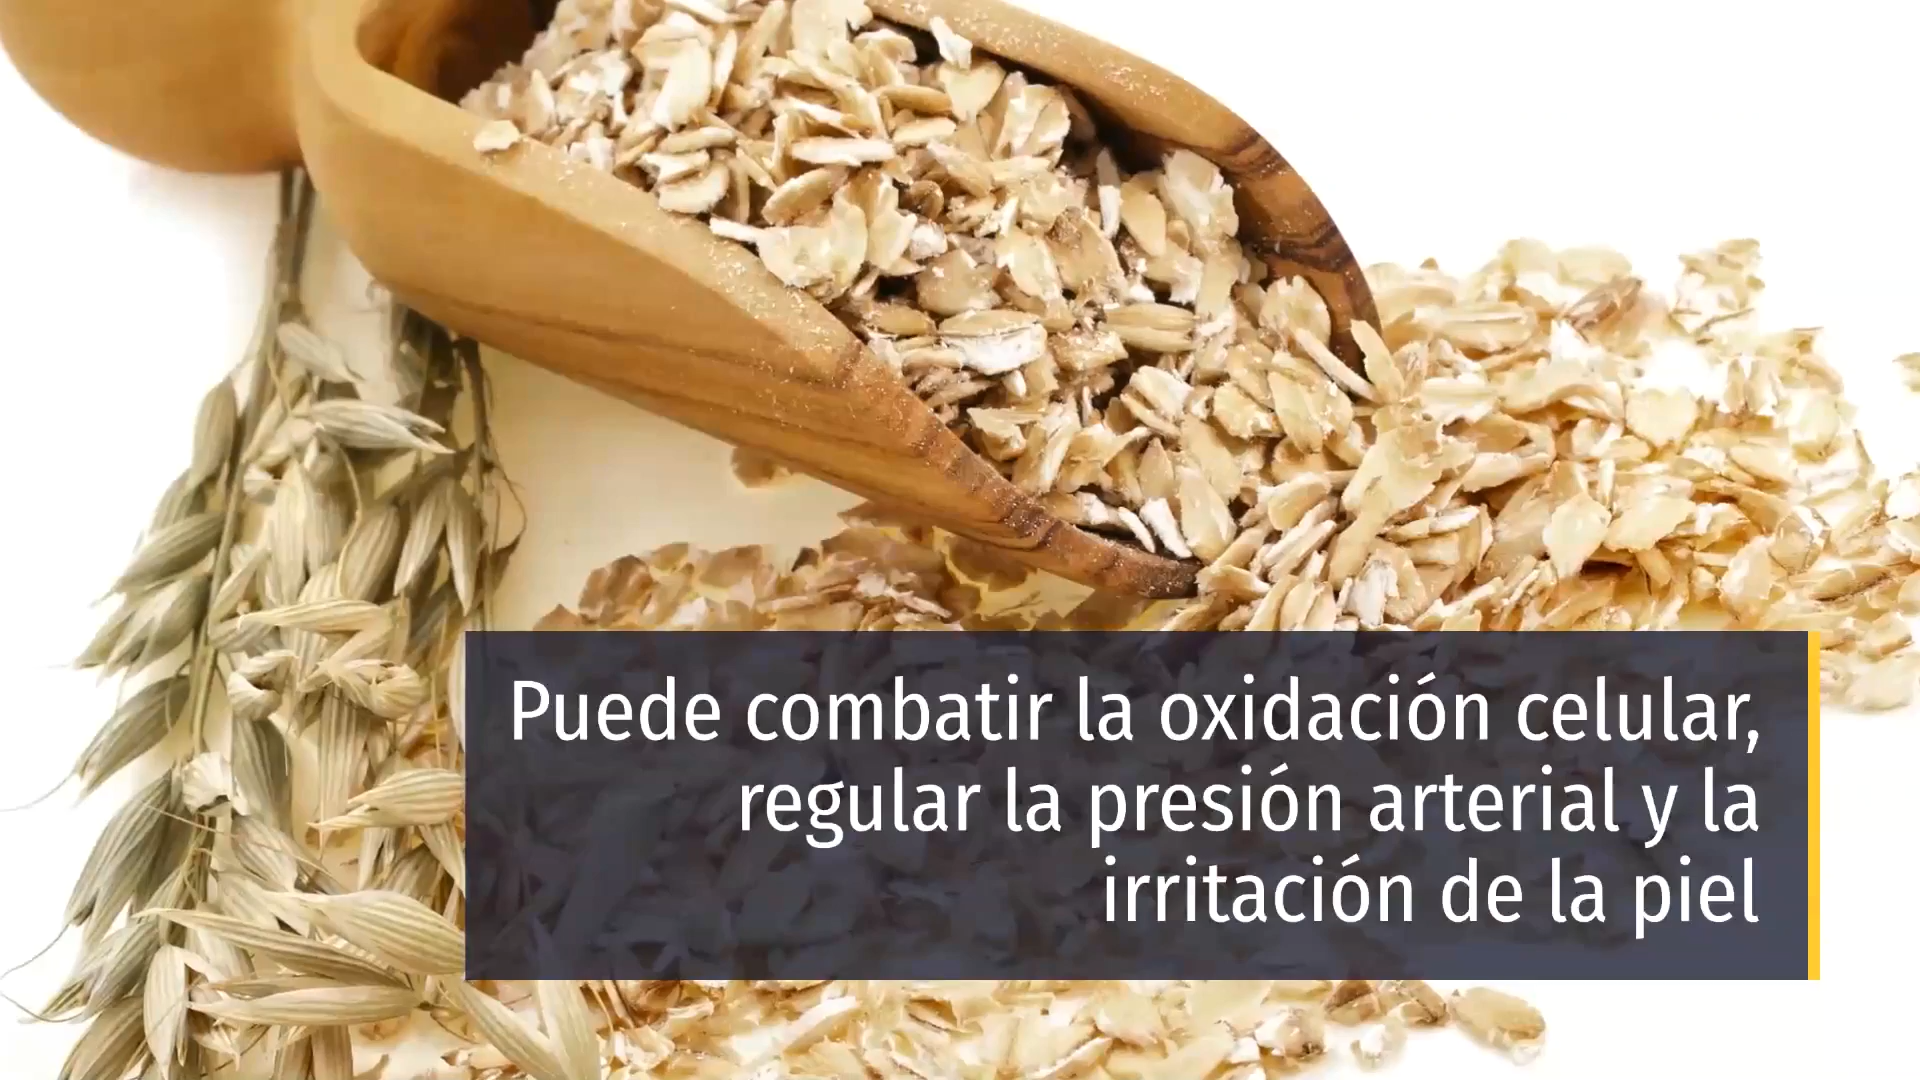 Puede combatir la oxidación celular,
regular la presión arterial y la
irritación de la piel